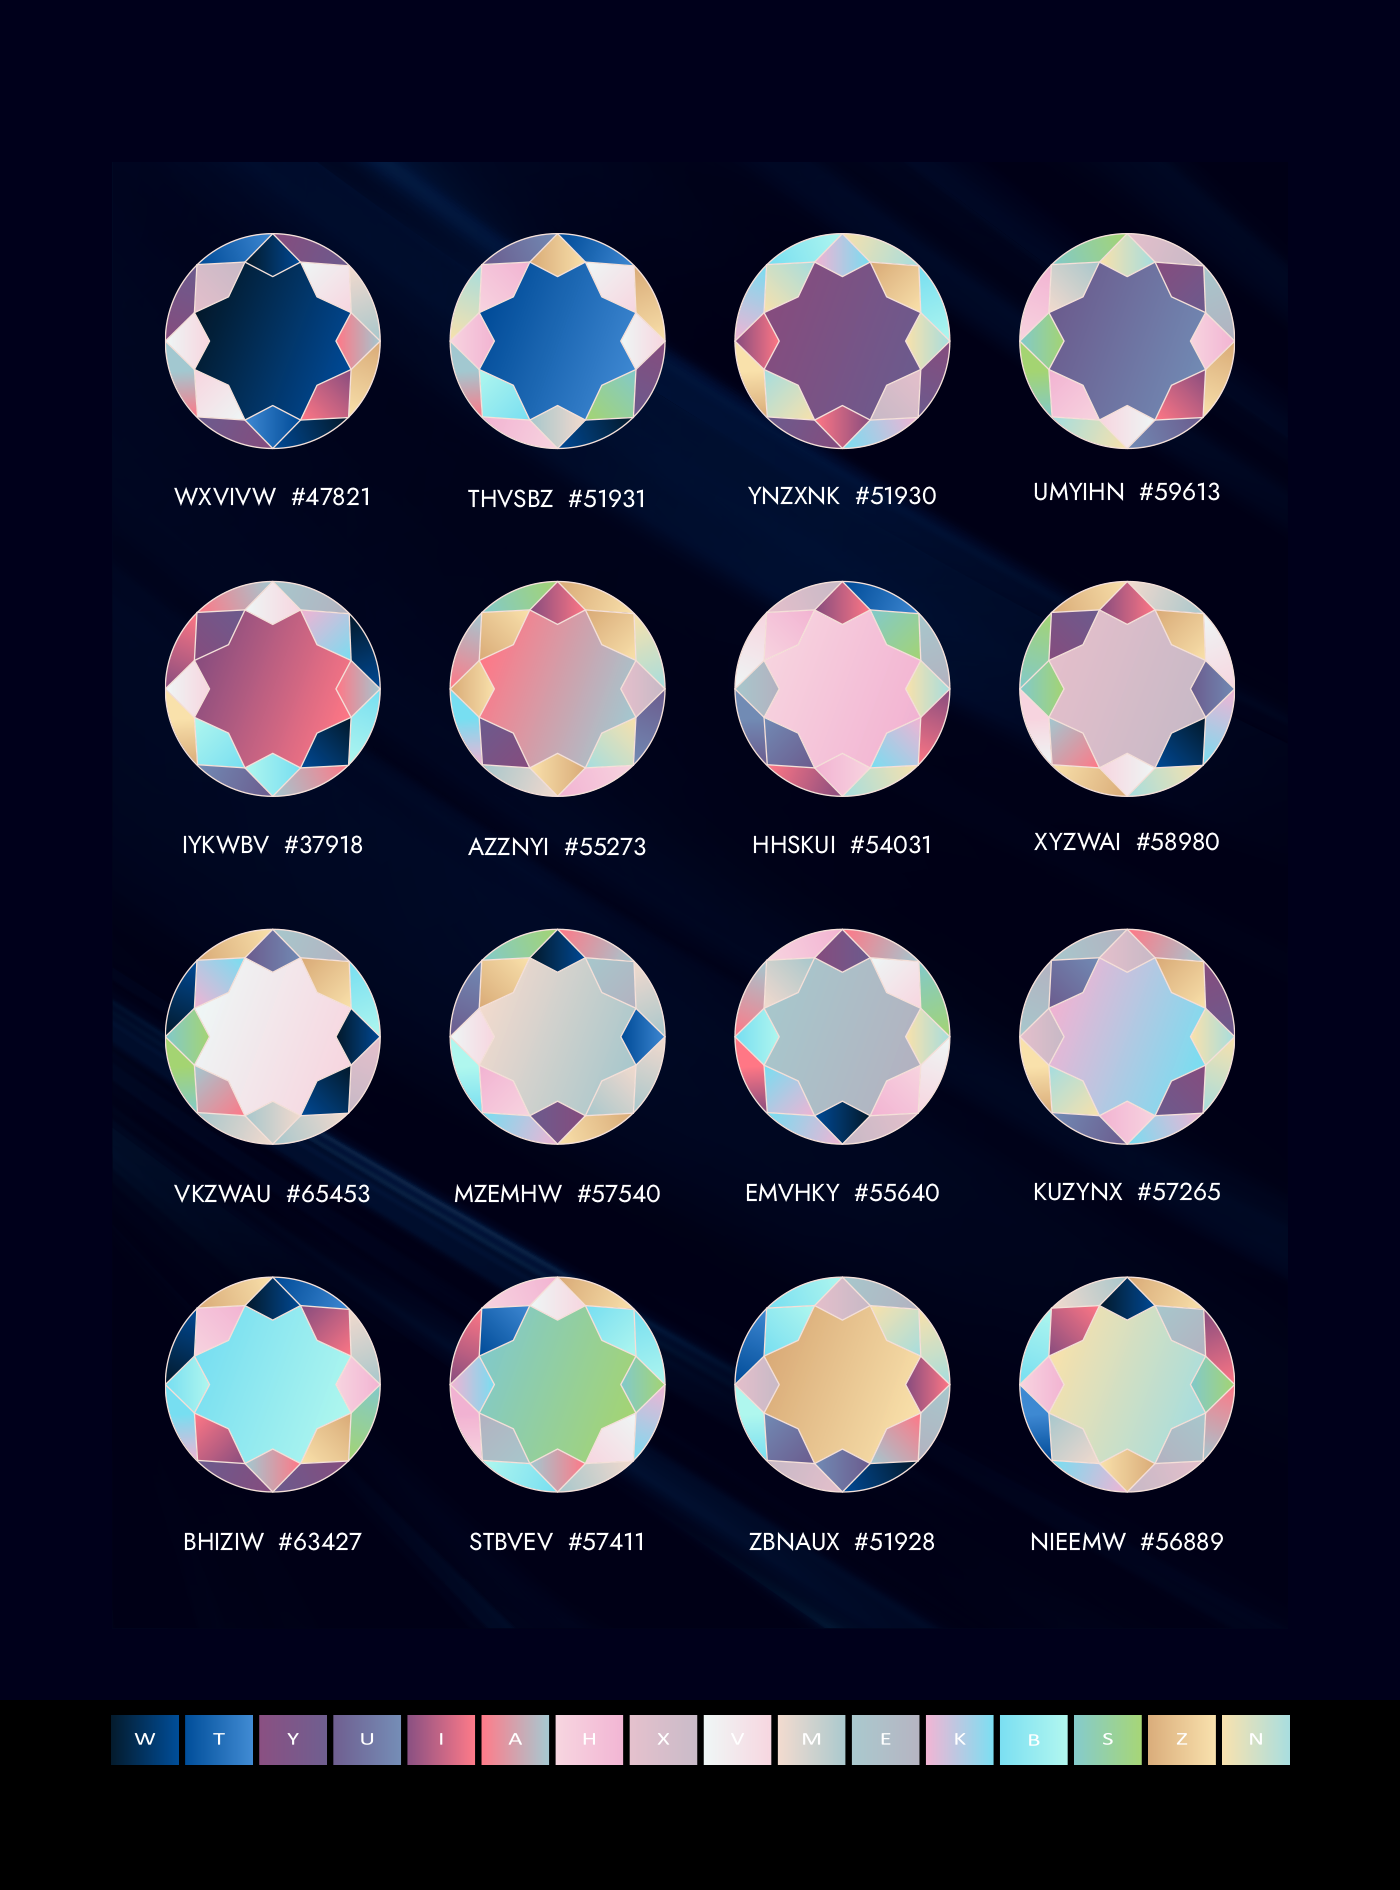 WXVIVW #47821
THVSBZ #51931
YNZXNK #51930
UMYIHN #59613
IYKWBV #37918
AZZNYI #55273
HHSKUI #54031
XYZWAI #58980
VKZWAU #65453
MZEMHW #57540
EMVHKY #55640
KUZYNX #57265
BHIZIW #63427
STBVEV #57411
ZBNAUX #51928
NIEEMW #56889
W T Y U I A H X V M E K B S Z N